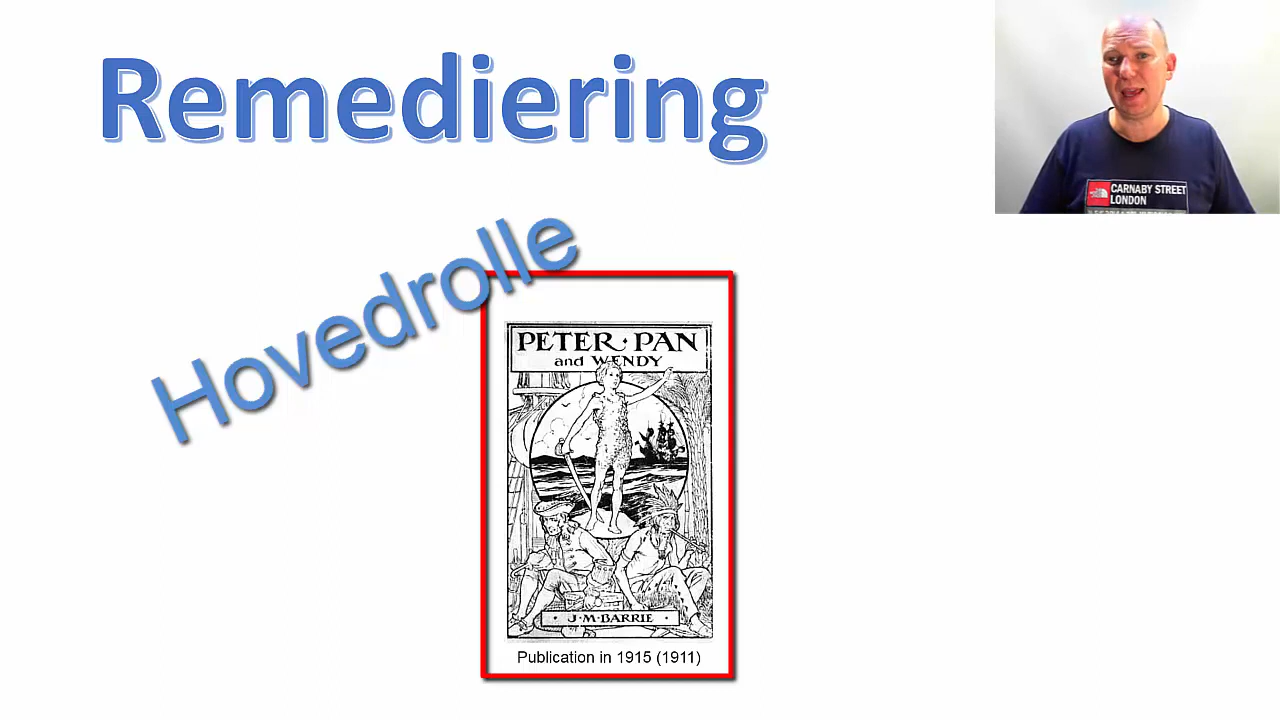 Remediering
CARNABY STREET
LONDON
Hovedrolle
PETER·PAN
and WENDY
· J·M·BARRIE ·
Publication in 1915 (1911)